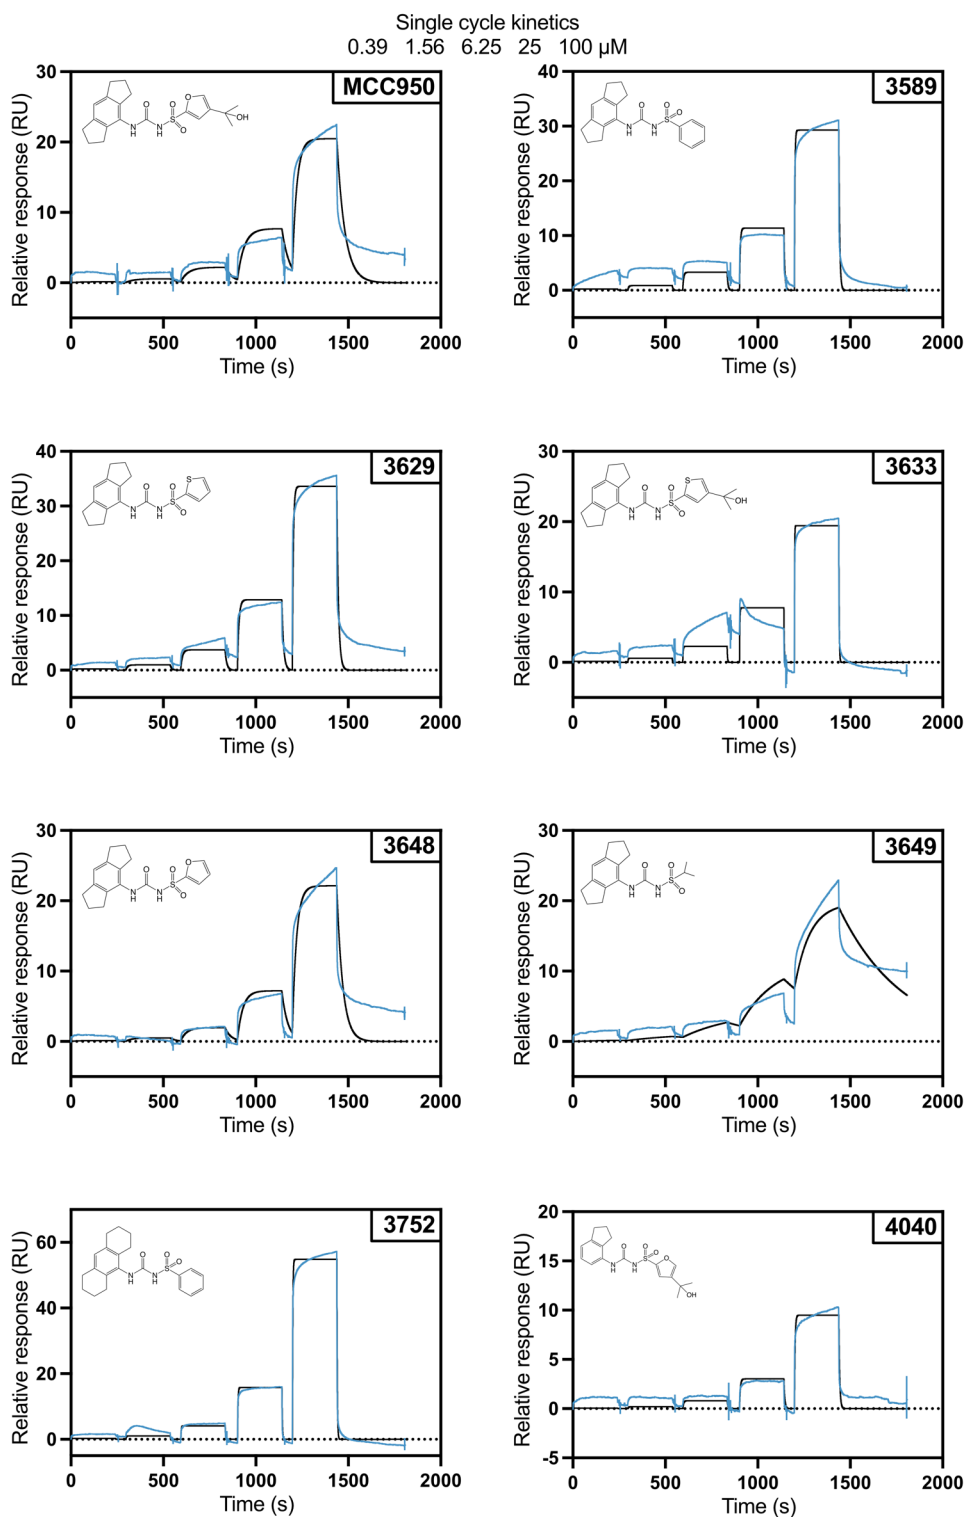 Single cycle kinetics
0.39 1.56 6.25 25 100 µM
MCC950
Relative response (RU)
30
20
10
0
0 500 1000 1500 2000
Time (s)
O
O
O
S
N
H
N
H
O
OH
3589
Relative response (RU)
40
30
20
10
0
0 500 1000 1500 2000
Time (s)
O
O
S
O
N
H
N
H
3629
Relative response (RU)
40
30
20
10
0
0 500 1000 1500 2000
Time (s)
O
O
S
S
N
H
N
H
O
3633
Relative response (RU)
30
20
10
0
0 500 1000 1500 2000
Time (s)
O
O
S
S
N
H
N
H
O
OH
3648
Relative response (RU)
30
20
10
0
0 500 1000 1500 2000
Time (s)
O
O
O
S
N
H
N
H
O
3649
Relative response (RU)
30
20
10
0
0 500 1000 1500 2000
Time (s)
O
O
S
O
N
H
N
H
3752
Relative response (RU)
60
40
20
0
0 500 1000 1500 2000
Time (s)
O
O
S
O
N
H
N
H
4040
Relative response (RU)
20
15
10
5
0
-5
0 500 1000 1500 2000
Time (s)
O
O
S
O
O
N
H
N
H
OH